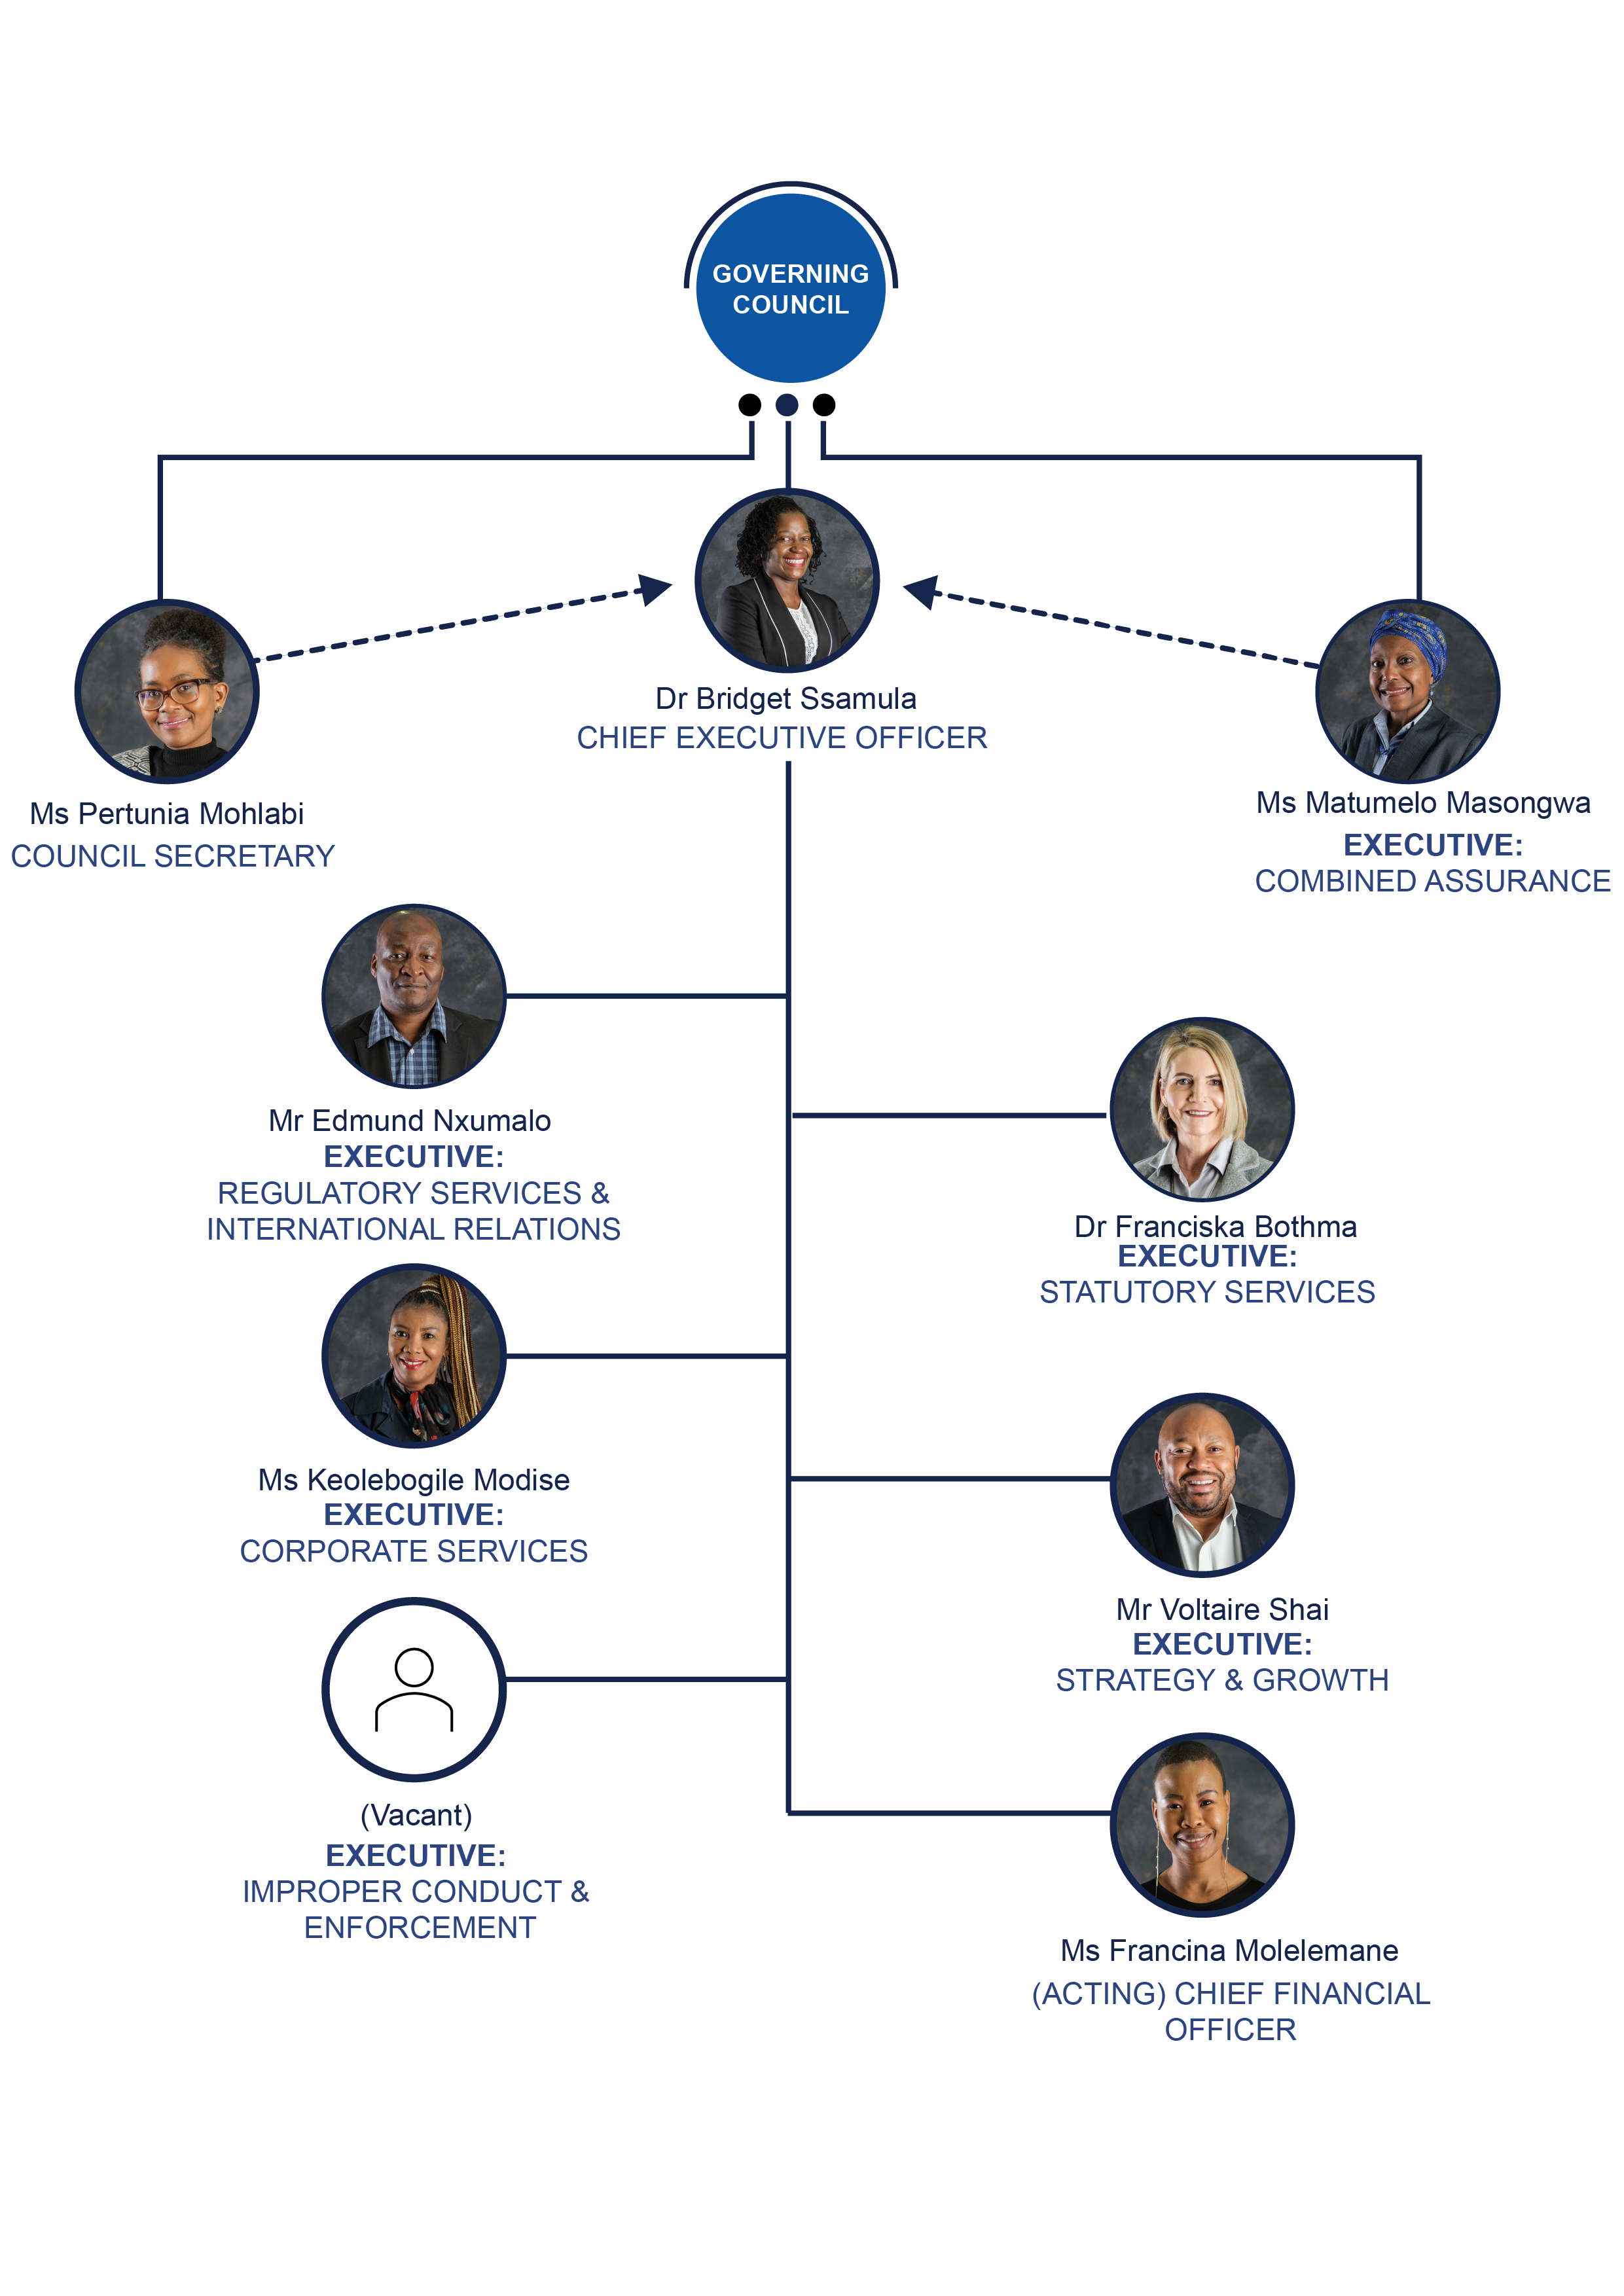 GOVERNING
COUNCIL
Dr Bridget Ssamula
CHIEF EXECUTIVE OFFICER
Ms Pertunia Mohlabi
COUNCIL SECRETARY
Ms Matumelo Masongwa
EXECUTIVE:
COMBINED ASSURANCE
Mr Edmund Nxumalo
EXECUTIVE:
REGULATORY SERVICES &
INTERNATIONAL RELATIONS
Dr Franciska Bothma
EXECUTIVE:
STATUTORY SERVICES
Ms Keolebogile Modise
EXECUTIVE:
CORPORATE SERVICES
Mr Voltaire Shai
EXECUTIVE:
STRATEGY & GROWTH
(Vacant)
EXECUTIVE:
IMPROPER CONDUCT &
ENFORCEMENT
Ms Francina Molelemane
(ACTING) CHIEF FINANCIAL
OFFICER